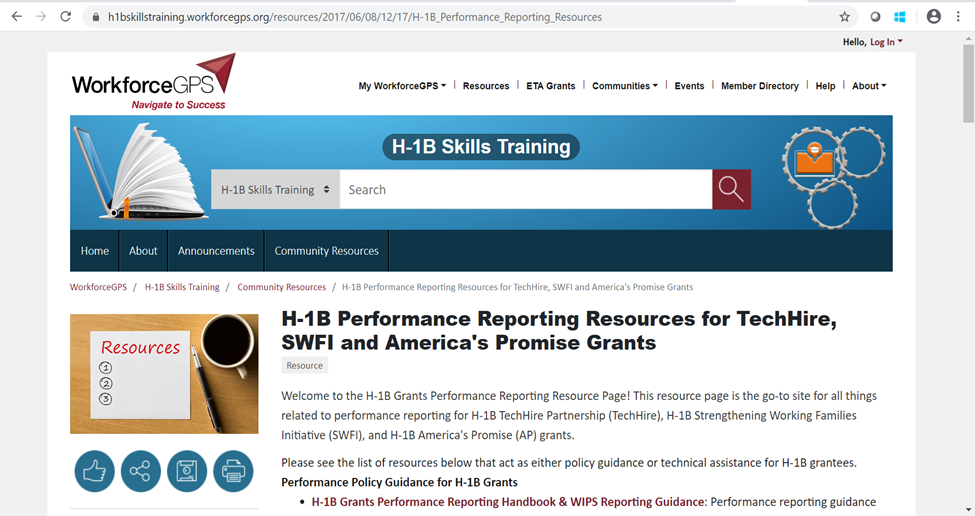 h1bskillstraining.workforcegps.org/resources/2017/06/08/12/17/H-1B_Performance_Reporting_Resources
Hello, Log In
WorkforceGPS
Navigate to Success
My WorkforceGPS | Resources | ETA Grants | Communities | Events | Member Directory | Help | About
H-1B Skills Training
H-1B Skills Training Search
Home About Announcements Community Resources
WorkforceGPS / H-1B Skills Training / Community Resources / H-1B Performance Reporting Resources for TechHire, SWFI and America's Promise Grants
Resources
1
2
3
H-1B Performance Reporting Resources for TechHire,
SWFI and America's Promise Grants
Resource
Welcome to the H-1B Grants Performance Reporting Resource Page! This resource page is the go-to site for all things
related to performance reporting for H-1B TechHire Partnership (TechHire), H-1B Strengthening Working Families
Initiative (SWFI), and H-1B America's Promise (AP) grants.
Please see the list of resources below that act as either policy guidance or technical assistance for H-1B grantees.
Performance Policy Guidance for H-1B Grants
• H-1B Grants Performance Reporting Handbook & WIPS Reporting Guidance: Performance reporting guidance